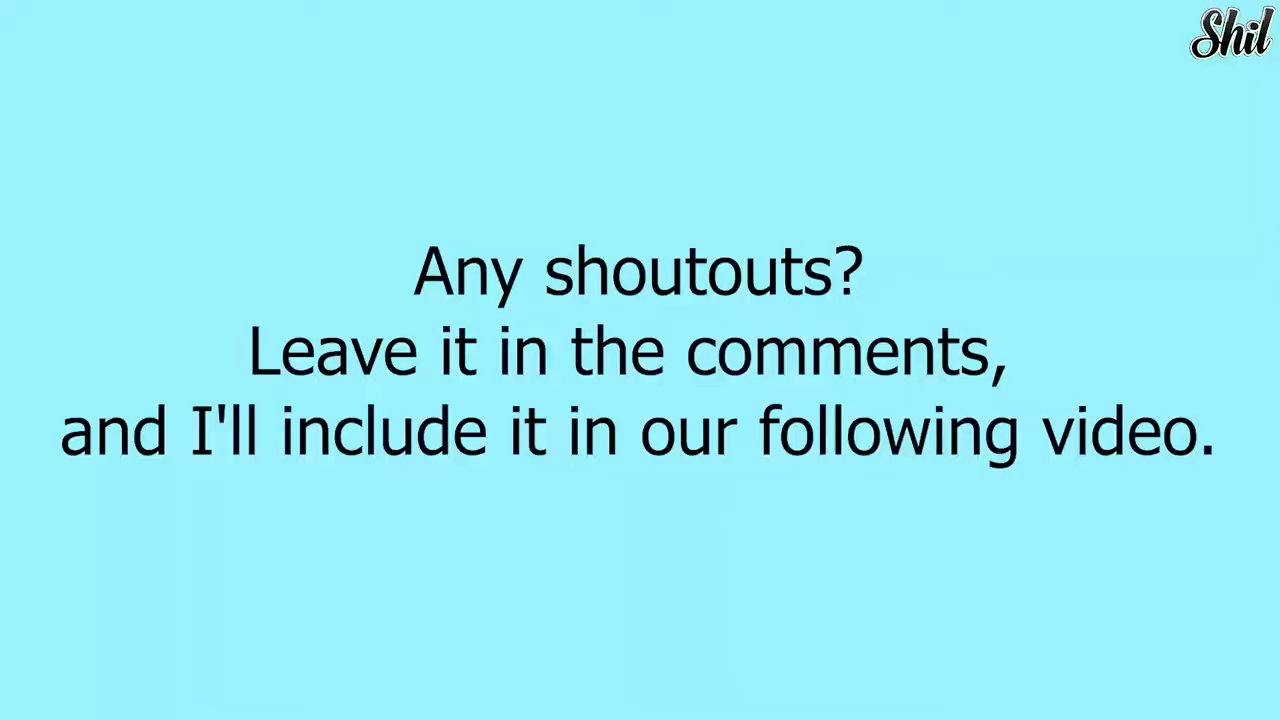 Shil
Any shoutouts?
Leave it in the comments,
and I'll include it in our following video.